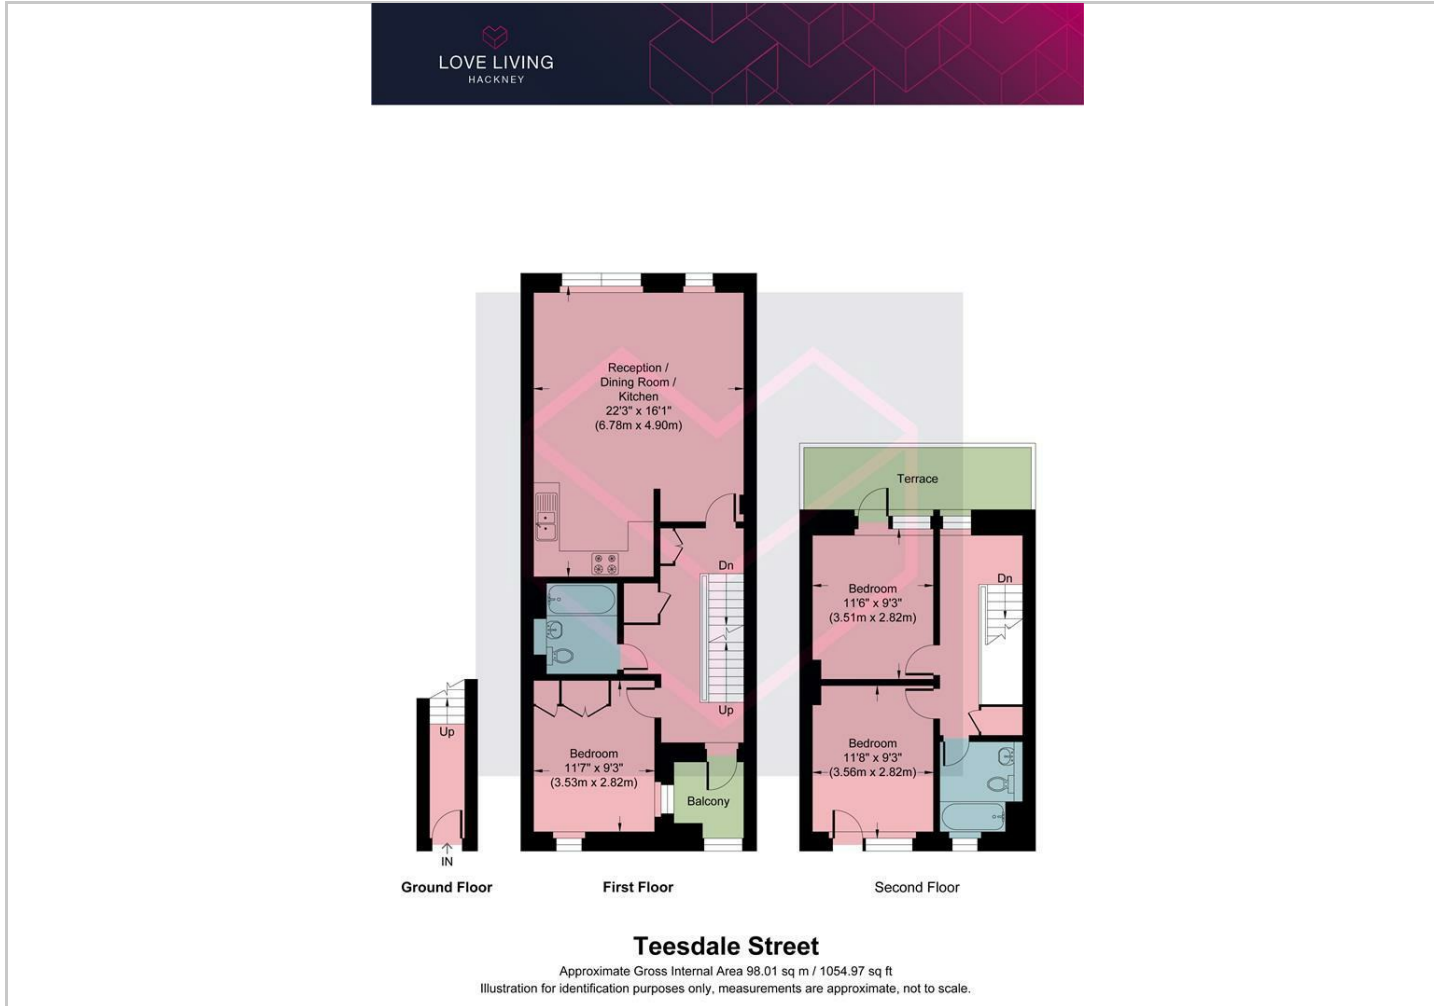 LOVE LIVING
HACKNEY
Reception /
Dining Room /
Kitchen
22'3" x 16'1"
(6.78m x 4.90m)
Terrace
Dn
Bedroom
11'6" x 9'3"
(3.51m x 2.82m)
Dn
Up
Up
Bedroom
11'7" x 9'3"
(3.53m x 2.82m)
Balcony
Bedroom
11'8" x 9'3"
(3.56m x 2.82m)
IN
Ground Floor
First Floor
Second Floor
Teesdale Street
Approximate Gross Internal Area 98.01 sq m / 1054.97 sq ft
Illustration for identification purposes only, measurements are approximate, not to scale.